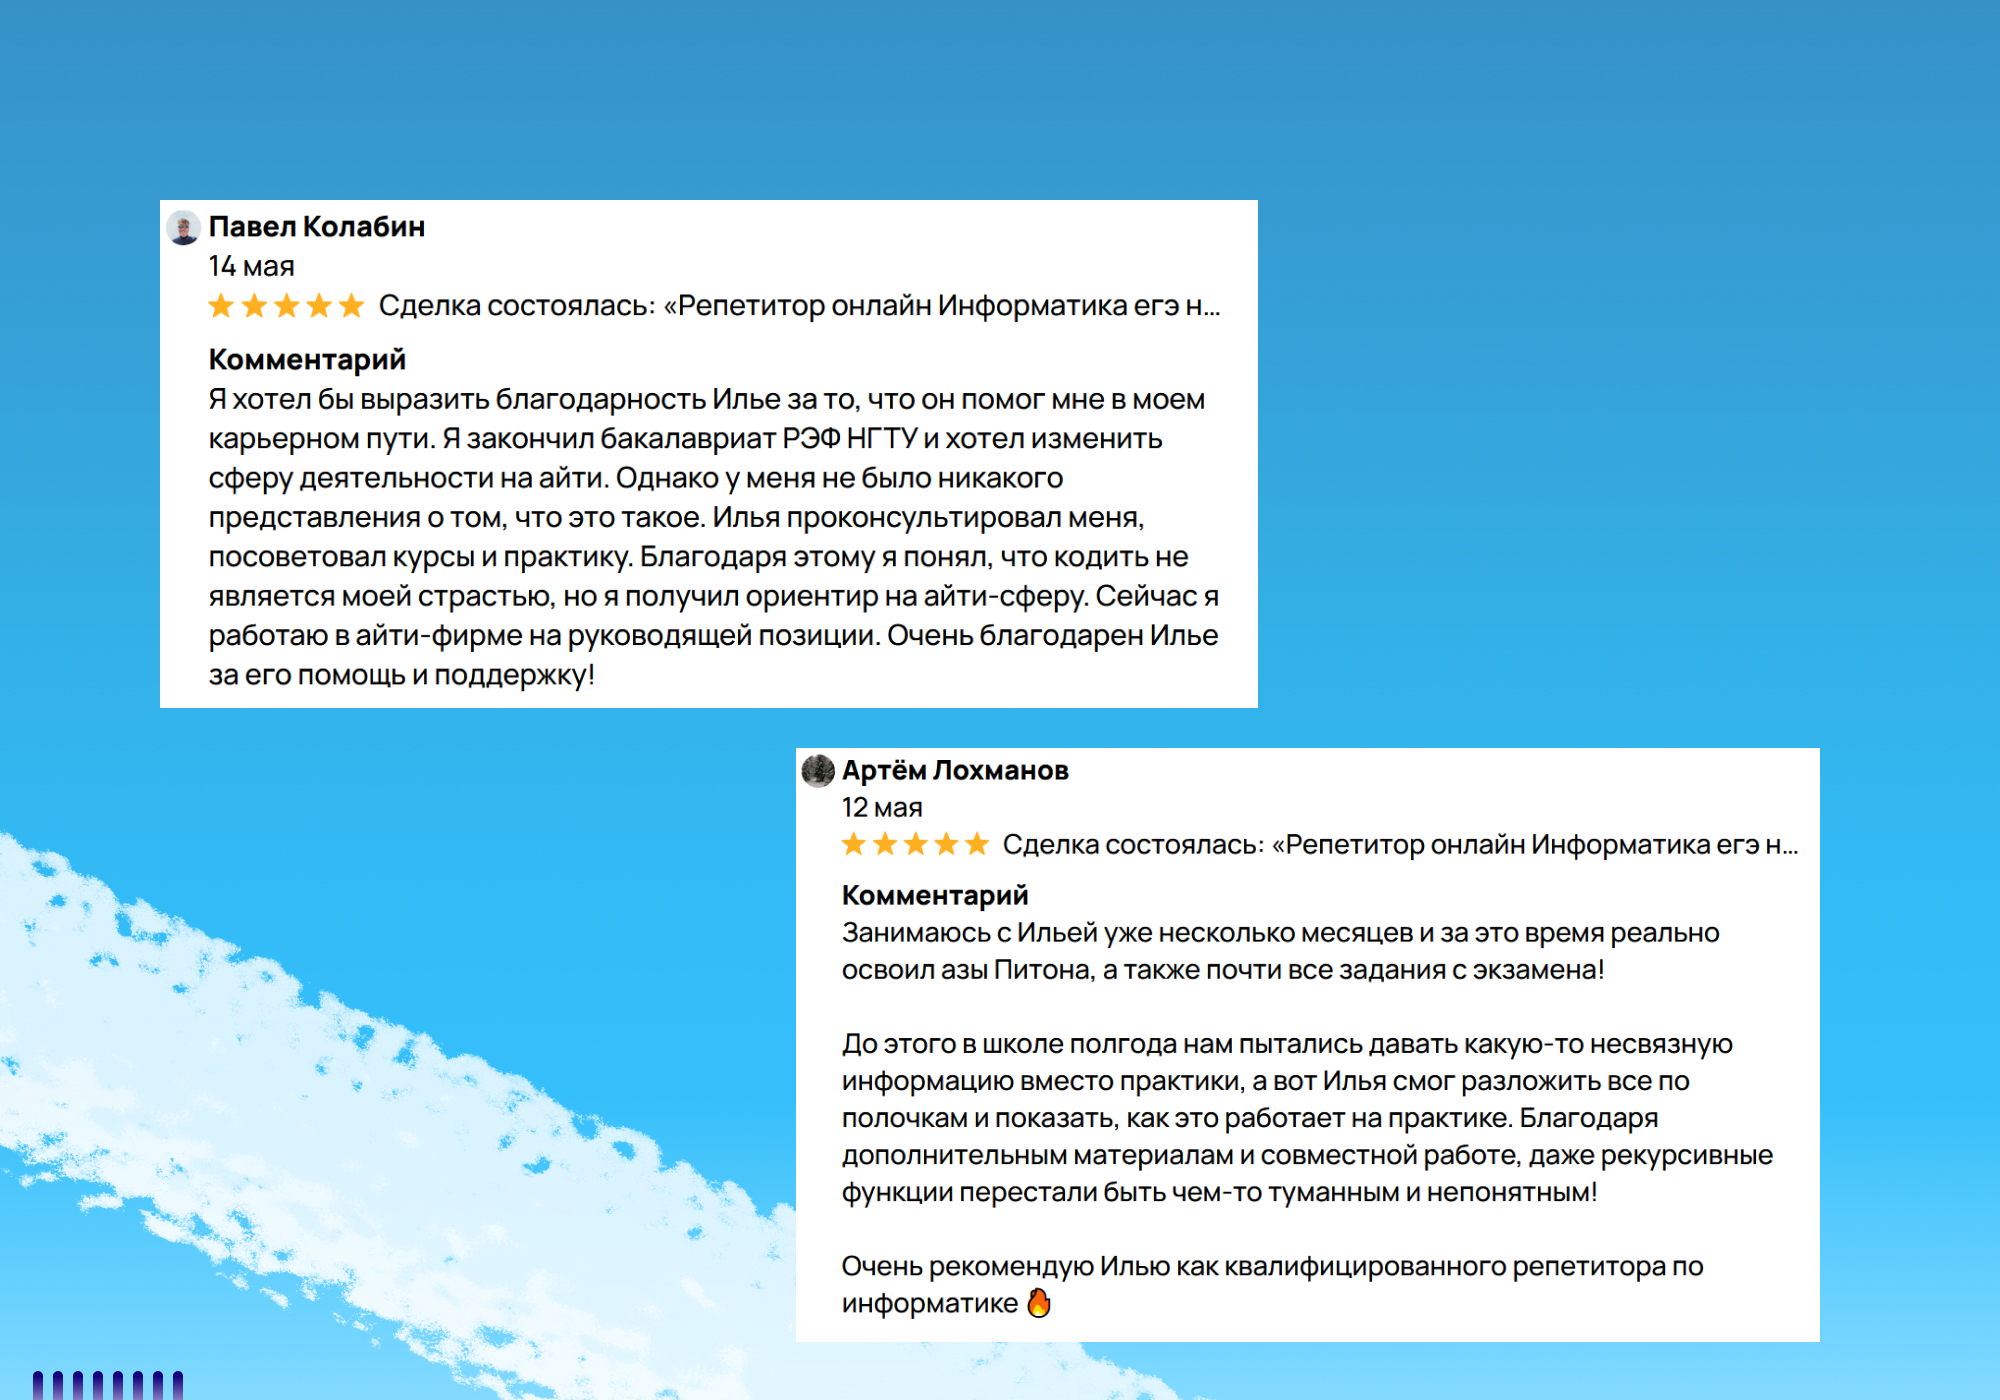 Павел Колабин
14 мая
Сделка состоялась: «Репетитор онлайн Информатика егэ н...
Комментарий
Я хотел бы выразить благодарность Илье за то, что он помог мне в моем
карьерном пути. Я закончил бакалавриат РЭФ НГТУ и хотел изменить
сферу деятельности на айти. Однако у меня не было никакого
представления о том, что это такое. Илья проконсультировал меня,
посоветовал курсы и практику. Благодаря этому я понял, что кодить не
является моей страстью, но я получил ориентир на айти-сферу. Сейчас я
работаю в айти-фирме на руководящей позиции. Очень благодарен Илье
за его помощь и поддержку!
Артём Лохманов
12 мая
Сделка состоялась: «Репетитор онлайн Информатика егэ н...
Комментарий
Занимаюсь с Ильей уже несколько месяцев и за это время реально
освоил азы Питона, а также почти все задания с экзамена!
До этого в школе полгода нам пытались давать какую-то несвязную
информацию вместо практики, а вот Илья смог разложить все по
полочкам и показать, как это работает на практике. Благодаря
дополнительным материалам и совместной работе, даже рекурсивные
функции перестали быть чем-то туманным и непонятным!
Очень рекомендую Илью как квалифицированного репетитора по
информатике 🔥